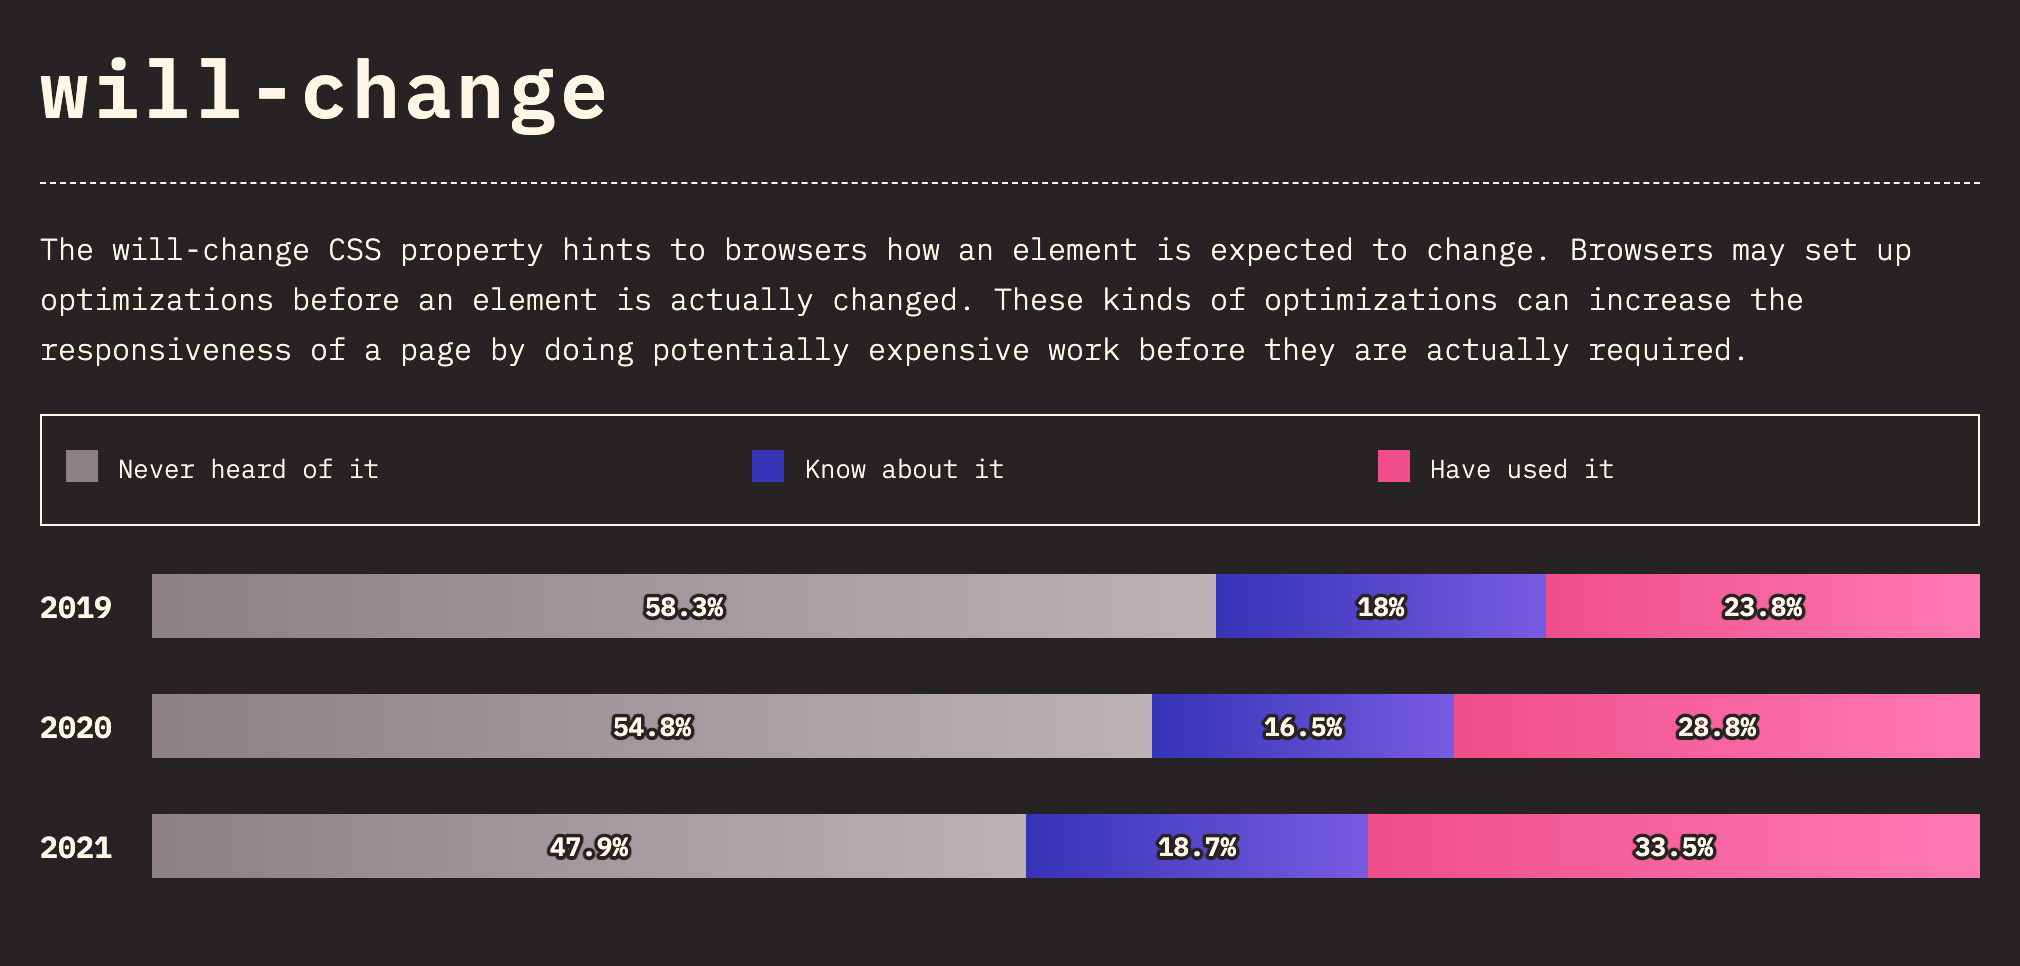 will-change
The will-change CSS property hints to browsers how an element is expected to change. Browsers may set up
optimizations before an element is actually changed. These kinds of optimizations can increase the
responsiveness of a page by doing potentially expensive work before they are actually required.
Never heard of it Know about it Have used it
2019 58.3% 18% 23.8%
2020 54.8% 16.5% 28.8%
2021 47.9% 18.7% 33.5%